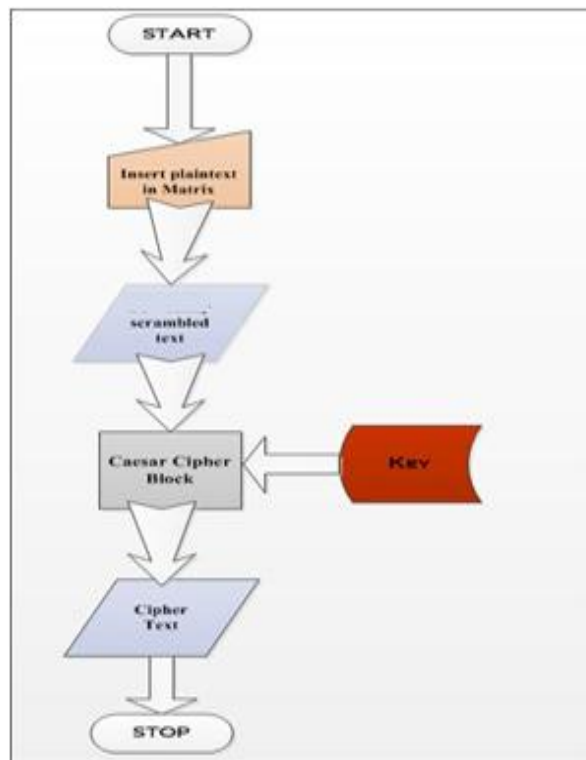 START
Insert plaintext
in Matrix
scrambled
text
Caesar Cipher
Block
Key
Cipher
Text
STOP